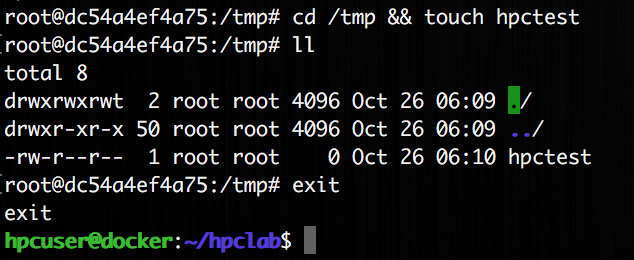 root@dc54a4ef4a75:/tmp# cd /tmp && touch hpctest
root@dc54a4ef4a75:/tmp# ll
total 8
drwxrwxrwt  2 root root 4096 Oct 26 06:09 ./
drwxr-xr-x 50 root root 4096 Oct 26 06:09 ../
-rw-r--r--  1 root root    0 Oct 26 06:10 hpctest
root@dc54a4ef4a75:/tmp# exit
exit
hpcuser@docker:~/hpclab$